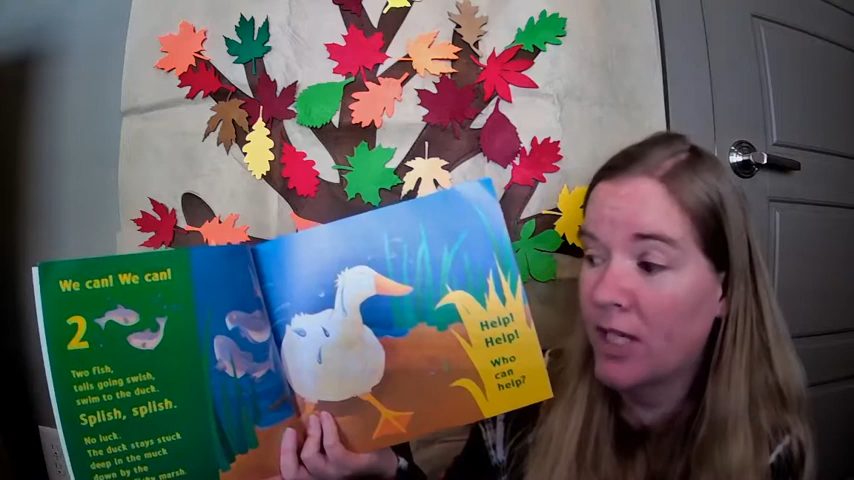 We can! We can!
2
Two fish,
tails going swish,
swim to the duck.
Splish, splish.
No luck.
The duck stays stuck
deep in the muck
down by the
marsh.
Help!
Help!
Who
can
help?